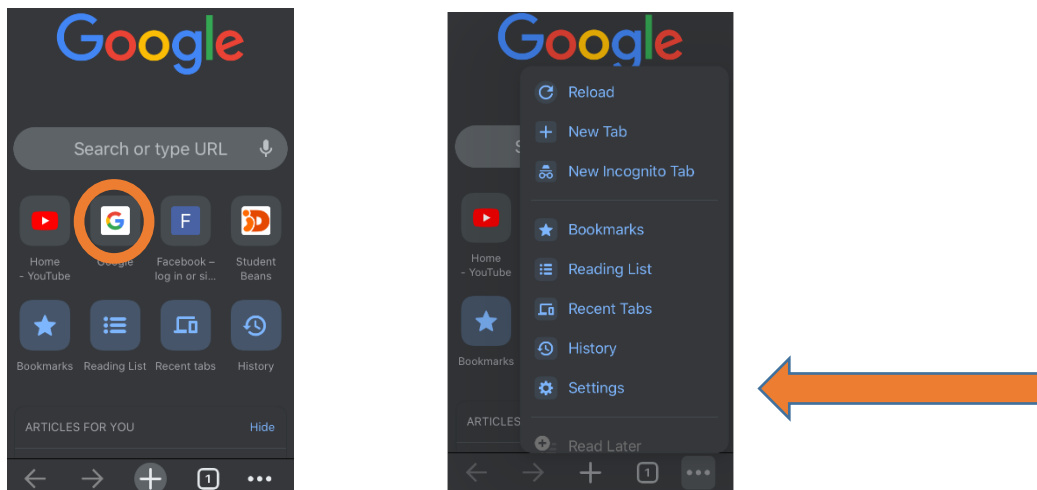 Google
Search or type URL
G
F
Home
- YouTube
Google
Facebook –
log in or si...
Student
Beans
Bookmarks
Reading List
Recent tabs
History
ARTICLES FOR YOU
Hide
1
Google
Reload
New Tab
New Incognito Tab
Bookmarks
Reading List
Recent Tabs
History
Settings
Read Later
S
Home
- YouTube
Bookmarks
ARTICLES
1